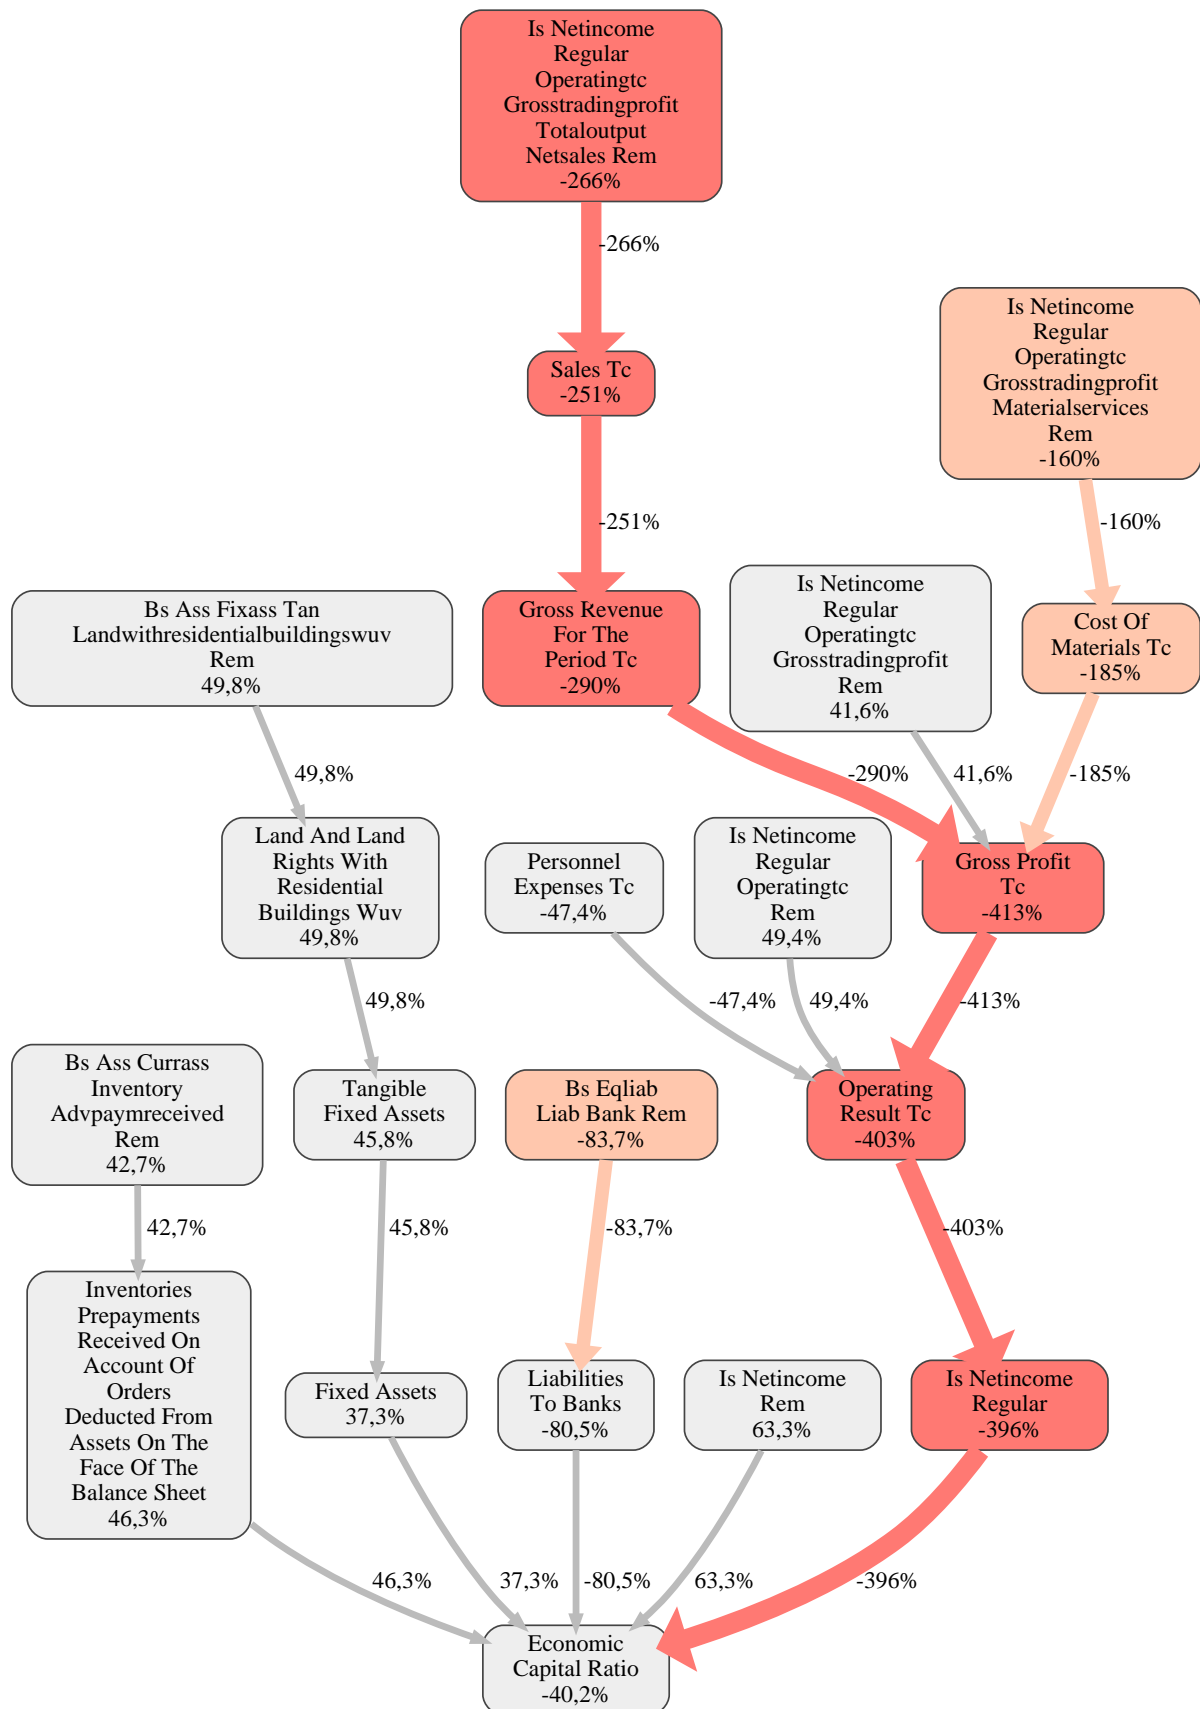 Is Netincome
Regular
Operatingtc
Grosstradingprofit
Totaloutput
Netsales Rem
-266%
-266%
Is Netincome
Regular
Operatingtc
Grosstradingprofit
Materialservices
Rem
-160%
Sales Tc
-251%
-251%
-160%
Bs Ass Fixass Tan
Landwithresidentialbuildingswuv
Rem
49,8%
Gross Revenue
For The
Period Tc
-290%
Is Netincome
Regular
Operatingtc
Grosstradingprofit
Rem
41,6%
Cost Of
Materials Tc
-185%
49,8%
-290%
41,6%
-185%
Land And Land
Rights With
Residential
Buildings Wuv
49,8%
Personnel
Expenses Tc
-47,4%
Is Netincome
Regular
Operatingtc
Rem
49,4%
Gross Profit
Tc
-413%
49,8%
-47,4%
49,4%
-413%
Bs Ass Currass
Inventory
Advpaymreceived
Rem
42,7%
Tangible
Fixed Assets
45,8%
Bs Eqliab
Liab Bank Rem
-83,7%
Operating
Result Tc
-403%
42,7%
45,8%
-83,7%
-403%
Inventories
Prepayments
Received On
Account Of
Orders
Deducted From
Assets On The
Face Of The
Balance Sheet
46,3%
Fixed Assets
37,3%
Liabilities
To Banks
-80,5%
Is Netincome
Rem
63,3%
Is Netincome
Regular
-396%
46,3%
37,3%
-80,5%
63,3%
-396%
Economic
Capital Ratio
-40,2%